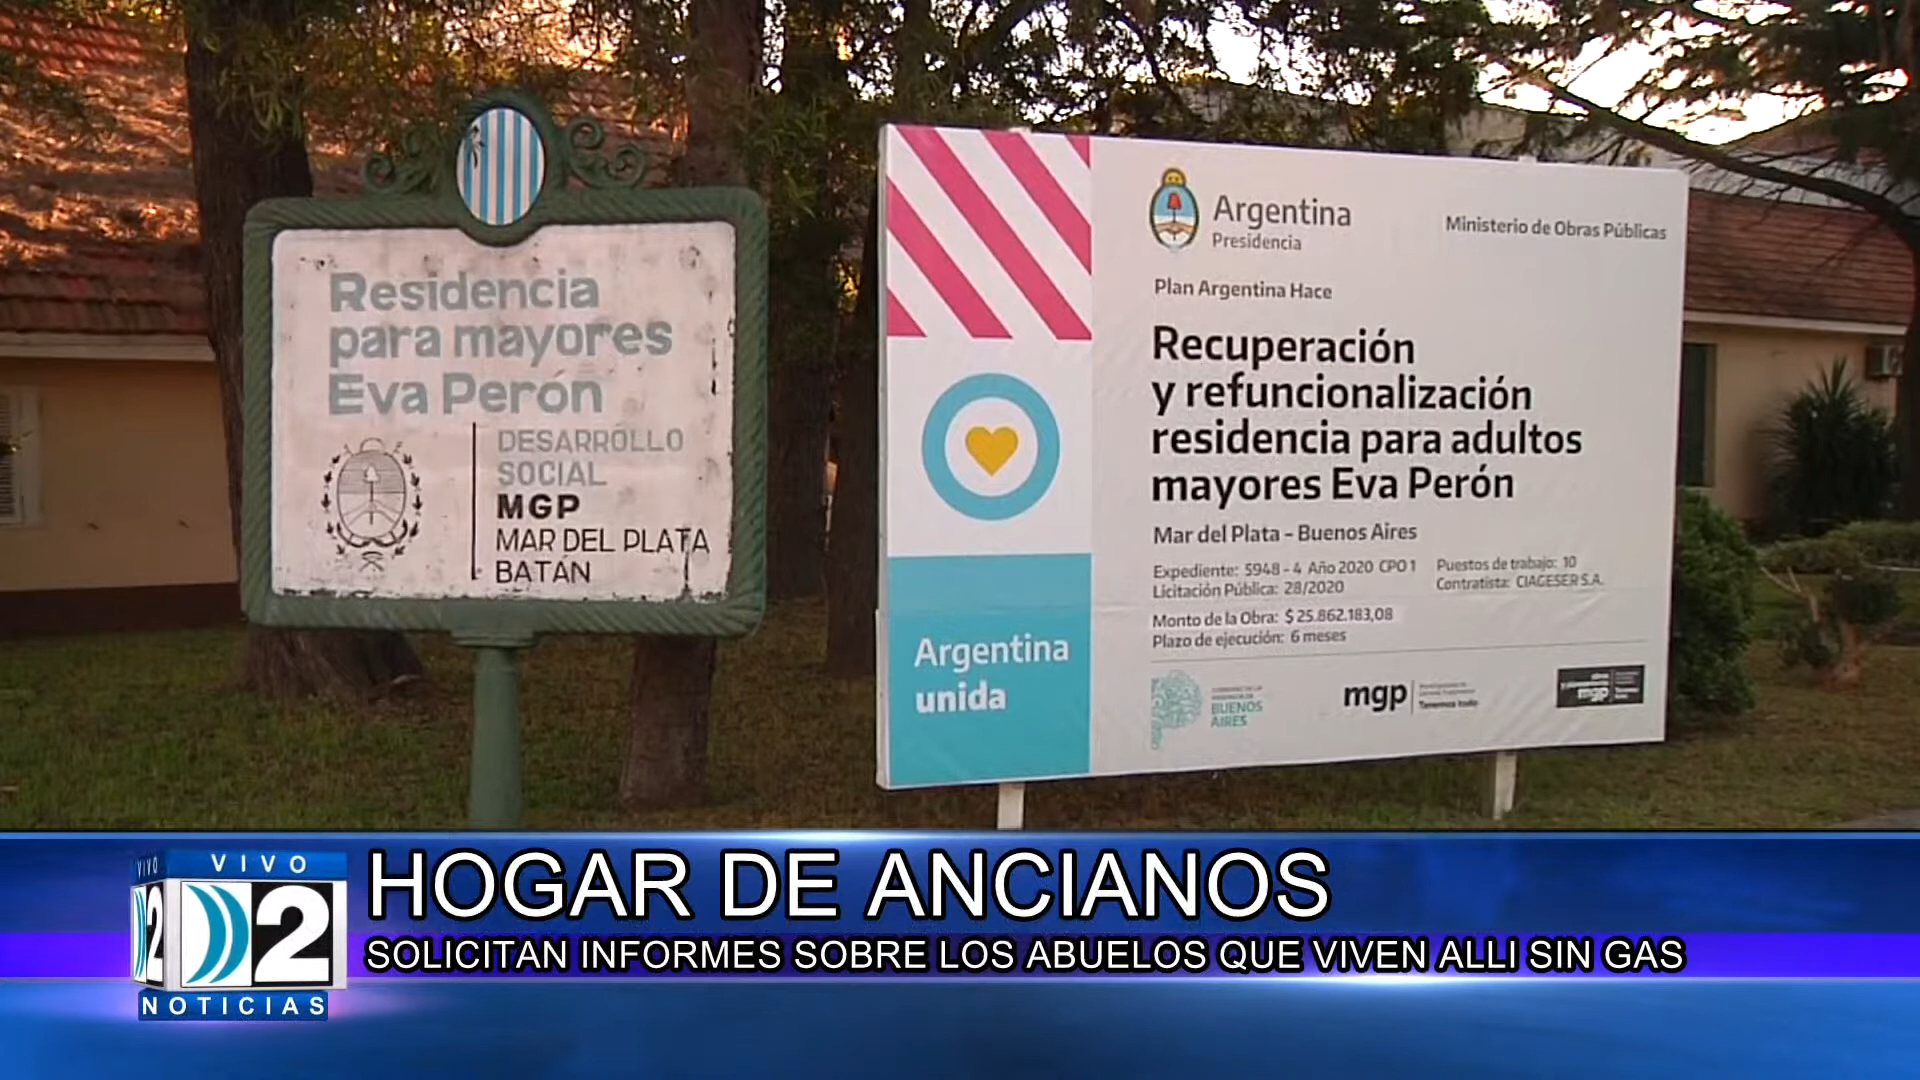 Residencia
para mayores
Eva Perón
DESARROLLO
SOCIAL
MGP
MAR DEL PLATA
BATÁN
Argentina
Presidencia
Ministerio de Obras Públicas
Plan Argentina Hace
Recuperación
y refuncionalización
residencia para adultos
mayores Eva Perón
Mar del Plata - Buenos Aires
Expediente: 5948 - 4 Año 2020 CPO 1
Licitación Pública: 28/2020
Puestos de trabajo: 10
Contratista: CIAGESER S.A.
Monto de la Obra: $ 25.862.183,08
Plazo de ejecución: 6 meses
Argentina
unida
BUENOS
AIRES
mgp
mgp
VIVO
VIVO
2
2
NOTICIAS
HOGAR DE ANCIANOS
SOLICITAN INFORMES SOBRE LOS ABUELOS QUE VIVEN ALLI SIN GAS